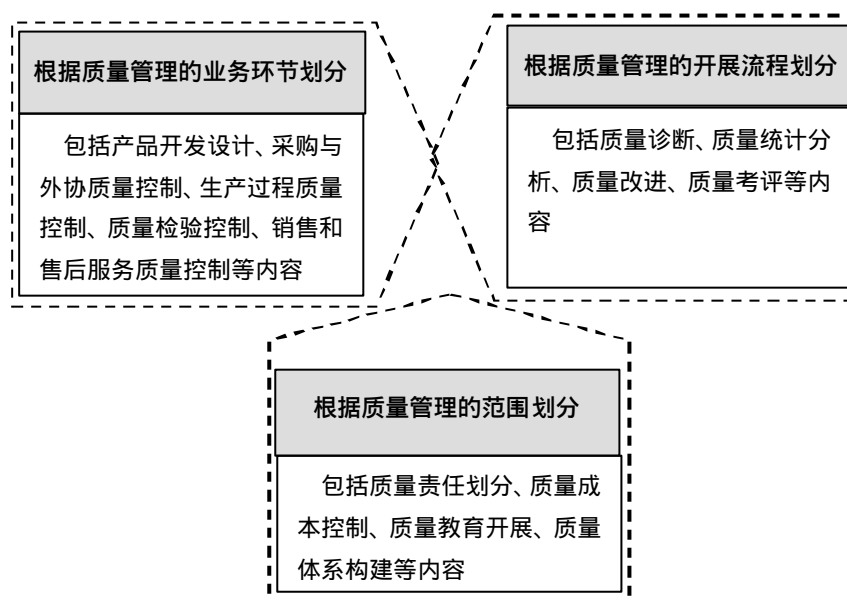 根据质量管理的业务环节划分
包括产品开发设计、采购与
外协质量控制、生产过程质量
控制、质量检验控制、销售和
售后服务质量控制等内容
根据质量管理的开展流程划分
包括质量诊断、质量统计分
析、质量改进、质量考评等内
容
根据质量管理的范围划分
包括质量责任划分、质量成
本控制、质量教育开展、质量
体系构建等内容